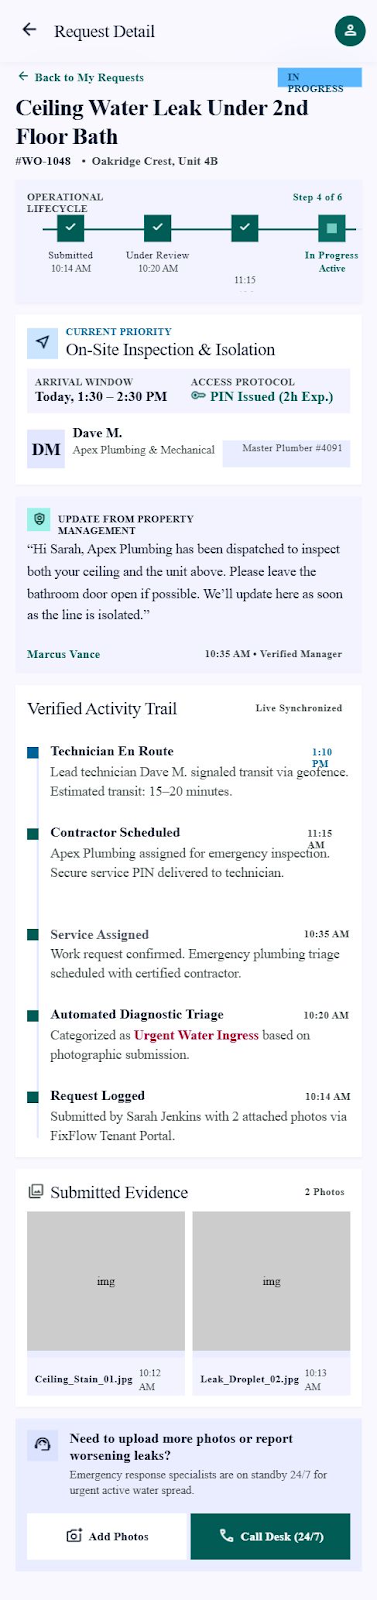 Request Detail
Back to My Requests
IN
PROGRESS
Ceiling Water Leak Under 2nd
Floor Bath
#WO-1048 • Oakridge Crest, Unit 4B
OPERATIONAL
LIFECYCLE
Step 4 of 6
Submitted
10:14 AM
Under Review
10:20 AM
11:15
In Progress
Active
CURRENT PRIORITY
On-Site Inspection & Isolation
ARRIVAL WINDOW
Today, 1:30 – 2:30 PM
ACCESS PROTOCOL
PIN Issued (2h Exp.)
DM
Dave M.
Apex Plumbing & Mechanical
Master Plumber #4091
UPDATE FROM PROPERTY
MANAGEMENT
“Hi Sarah, Apex Plumbing has been dispatched to inspect
both your ceiling and the unit above. Please leave the
bathroom door open if possible. We’ll update here as soon
as the line is isolated.”
Marcus Vance
10:35 AM • Verified Manager
Verified Activity Trail
Live Synchronized
Technician En Route
1:10
PM
Lead technician Dave M. signaled transit via geofence.
Estimated transit: 15–20 minutes.
Contractor Scheduled
11:15
AM
Apex Plumbing assigned for emergency inspection.
Secure service PIN delivered to technician.
Service Assigned
10:35 AM
Work request confirmed. Emergency plumbing triage
scheduled with certified contractor.
Automated Diagnostic Triage
10:20 AM
Categorized as Urgent Water Ingress based on
photographic submission.
Request Logged
10:14 AM
Submitted by Sarah Jenkins with 2 attached photos via
FixFlow Tenant Portal.
Submitted Evidence
2 Photos
img
img
Ceiling_Stain_01.jpg
10:12
AM
Leak_Droplet_02.jpg
10:13
AM
Need to upload more photos or report
worsening leaks?
Emergency response specialists are on standby 24/7 for
urgent active water spread.
Add Photos
Call Desk (24/7)